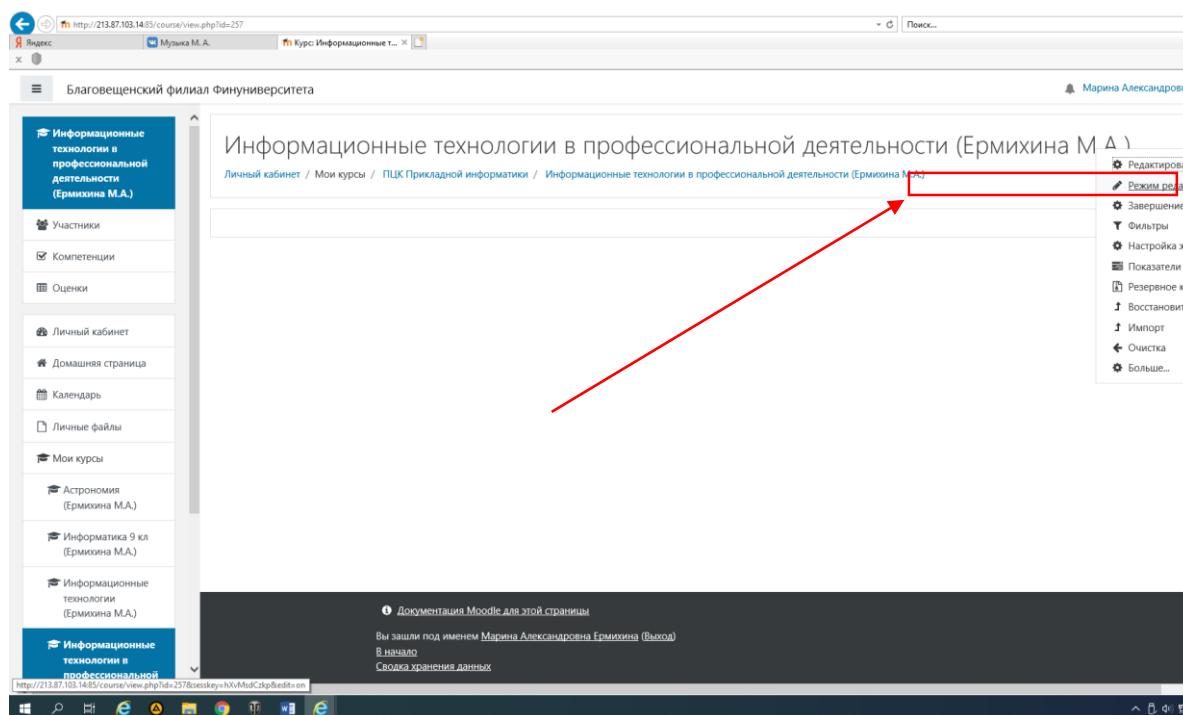 http://213.87.103.14:85/course/view.php?id=257
Поиск...
Яндекс
Музыка М. А.
Курс: Информационные т...
Благовещенский филиал Финуниверситета
Марина Александров
Информационные
технологии в
профессиональной
деятельности
(Ермихина М.А.)
Участники
Компетенции
Оценки
Личный кабинет
Домашняя страница
Календарь
Личные файлы
Мои курсы
Астрономия
(Ермихина М.А.)
Информатика 9 кл
(Ермихина М.А.)
Информационные
технологии
(Ермихина М.А.)
Информационные
технологии в
профессиональной
Информационные технологии в профессиональной деятельности (Ермихина М.А.)
Личный кабинет / Мои курсы / ПЦК Прикладной информатики / Информационные технологии в профессиональной деятельности (Ермихина М.А.)
Редактирова
Режим реда
Завершение
Фильтры
Настройка ж
Показатели
Резервное к
Восстановит
Импорт
Очистка
Больше...
Документация Moodle для этой страницы
Вы зашли под именем Марина Александровна Ермихина (Выход)
В начало
Сводка хранения данных
http://213.87.103.14:85/course/view.php?id=257&sesskey=hXvMsdCzkp&edit=on